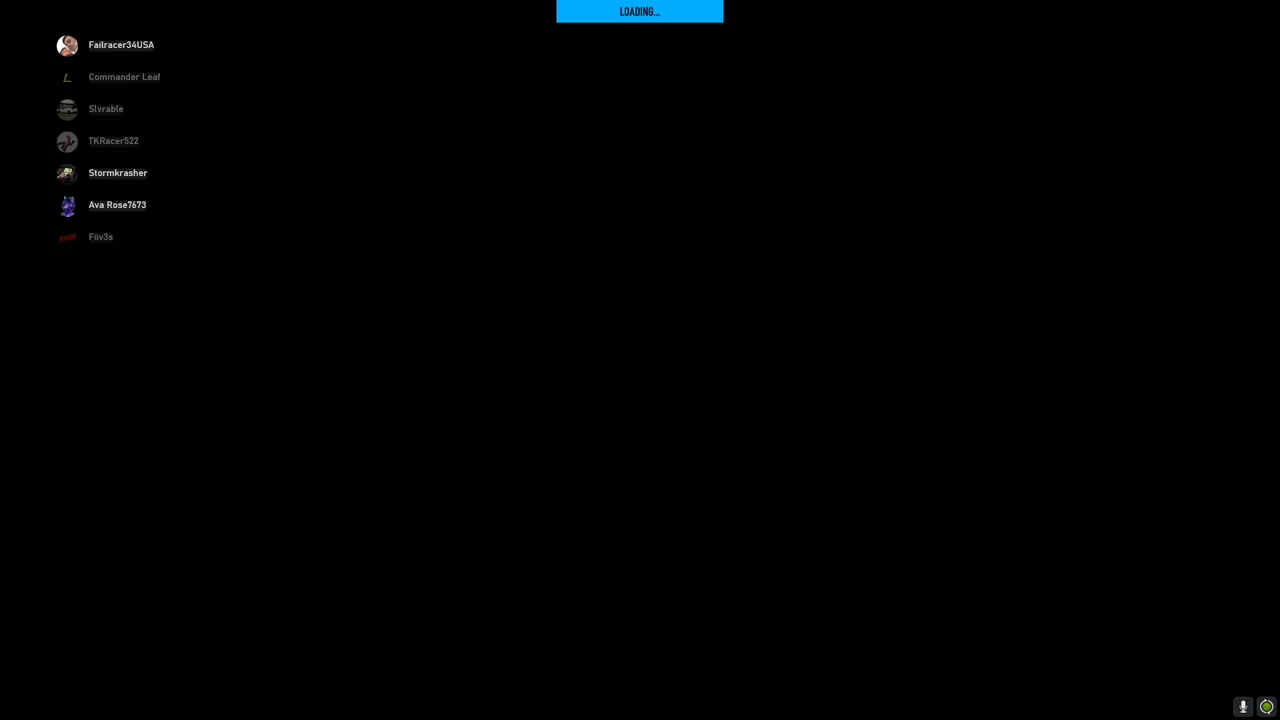 LOADING...
Failracer34USA
Commander Leaf
Slvrable
TKRacer522
Stormkrasher
Ava Rose7673
Fiiv3s